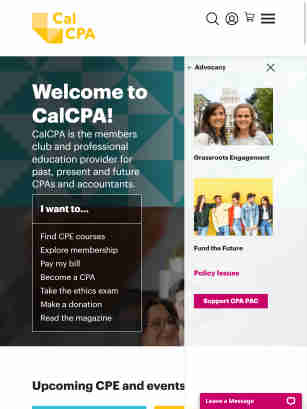 Cal
CPA
Advocacy
Welcome to
CalCPA!
CalCPA is the members
club and professional
education provider for
past, present and future
CPAs and accountants.
I want to...
Find CPE courses
Explore membership
Pay my bill
Become a CPA
Take the ethics exam
Make a donation
Read the magazine
Grassroots Engagement
Fund the Future
Policy Issues
Support CPA PAC
Upcoming CPE and events
Leave a Message